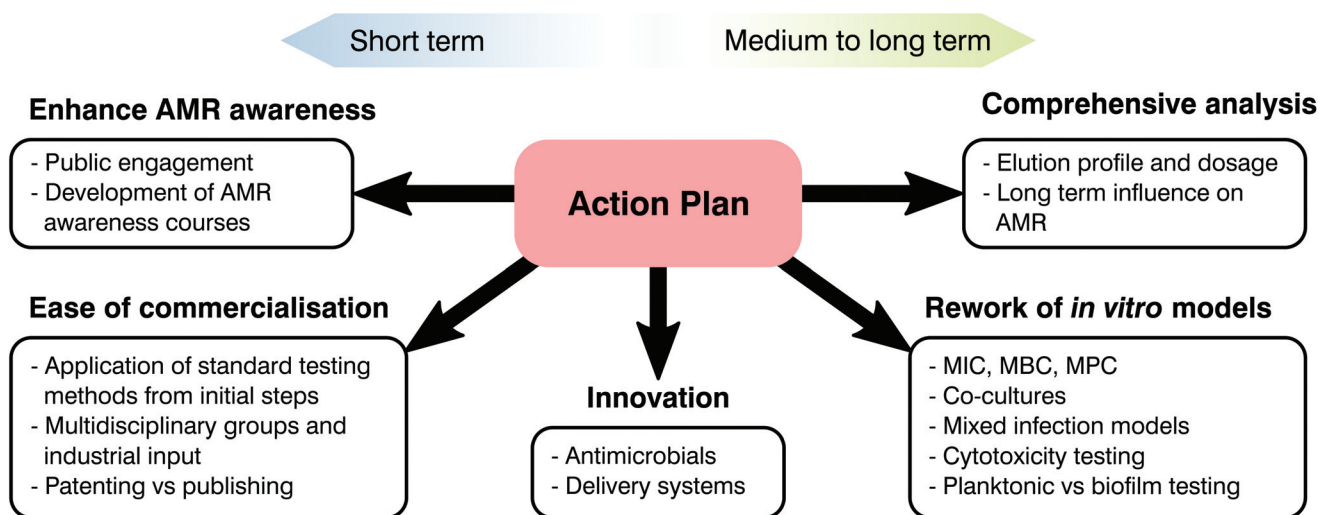 Short term
Medium to long term
Enhance AMR awareness
- Public engagement
- Development of AMR
awareness courses
Action Plan
Comprehensive analysis
- Elution profile and dosage
- Long term influence on
AMR
Ease of commercialisation
- Application of standard testing
methods from initial steps
- Multidisciplinary groups and
industrial input
- Patenting vs publishing
Innovation
- Antimicrobials
- Delivery systems
Rework of in vitro models
- MIC, MBC, MPC
- Co-cultures
- Mixed infection models
- Cytotoxicity testing
- Planktonic vs biofilm testing